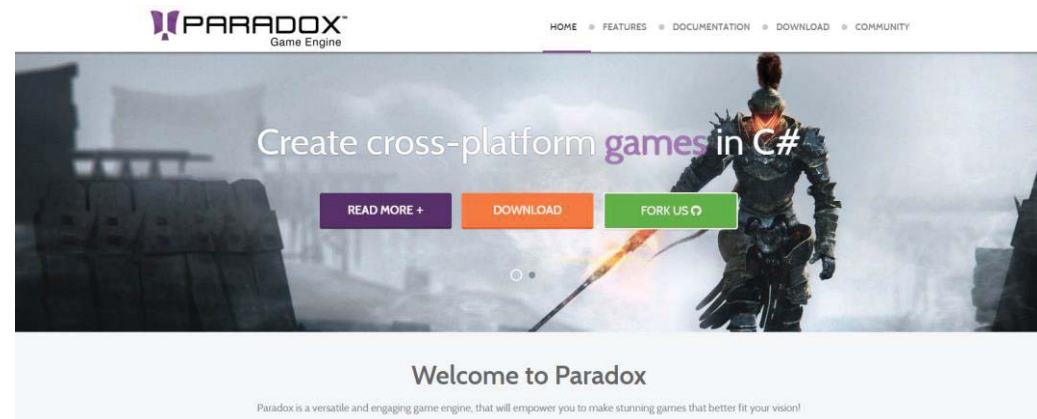 PARADOX™
Game Engine
HOME FEATURES DOCUMENTATION DOWNLOAD COMMUNITY
Create cross-platform games in C#
READ MORE + DOWNLOAD FORK US
Welcome to Paradox
Paradox is a versatile and engaging game engine, that will empower you to make stunning games that better fit your vision!